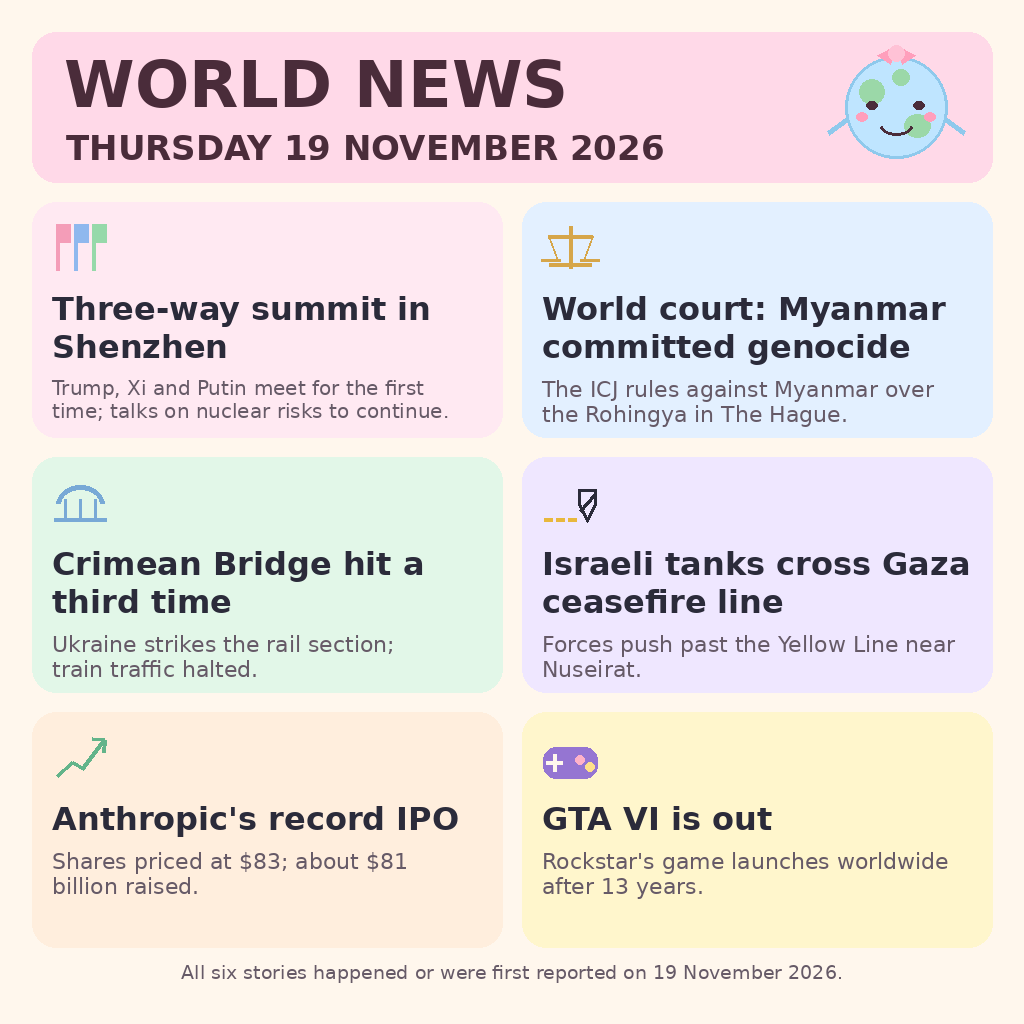 WORLD NEWS
THURSDAY 19 NOVEMBER 2026
Three-way summit in
Shenzhen
Trump, Xi and Putin meet for the first
time; talks on nuclear risks to continue.
World court: Myanmar
committed genocide
The ICJ rules against Myanmar over
the Rohingya in The Hague.
Crimean Bridge hit a
third time
Ukraine strikes the rail section;
train traffic halted.
Israeli tanks cross Gaza
ceasefire line
Forces push past the Yellow Line near
Nuseirat.
Anthropic's record IPO
Shares priced at $83; about $81
billion raised.
GTA VI is out
Rockstar's game launches worldwide
after 13 years.
All six stories happened or were first reported on 19 November 2026.